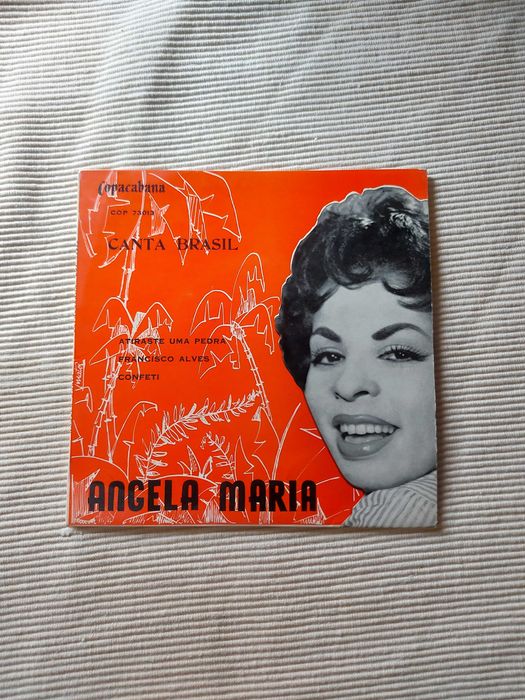 Copacabana
COP 73013
CANTA BRASIL
ATIRASTE UMA PEDRA
FRANCISCO ALVES
CONFETI
ANGELA MARIA